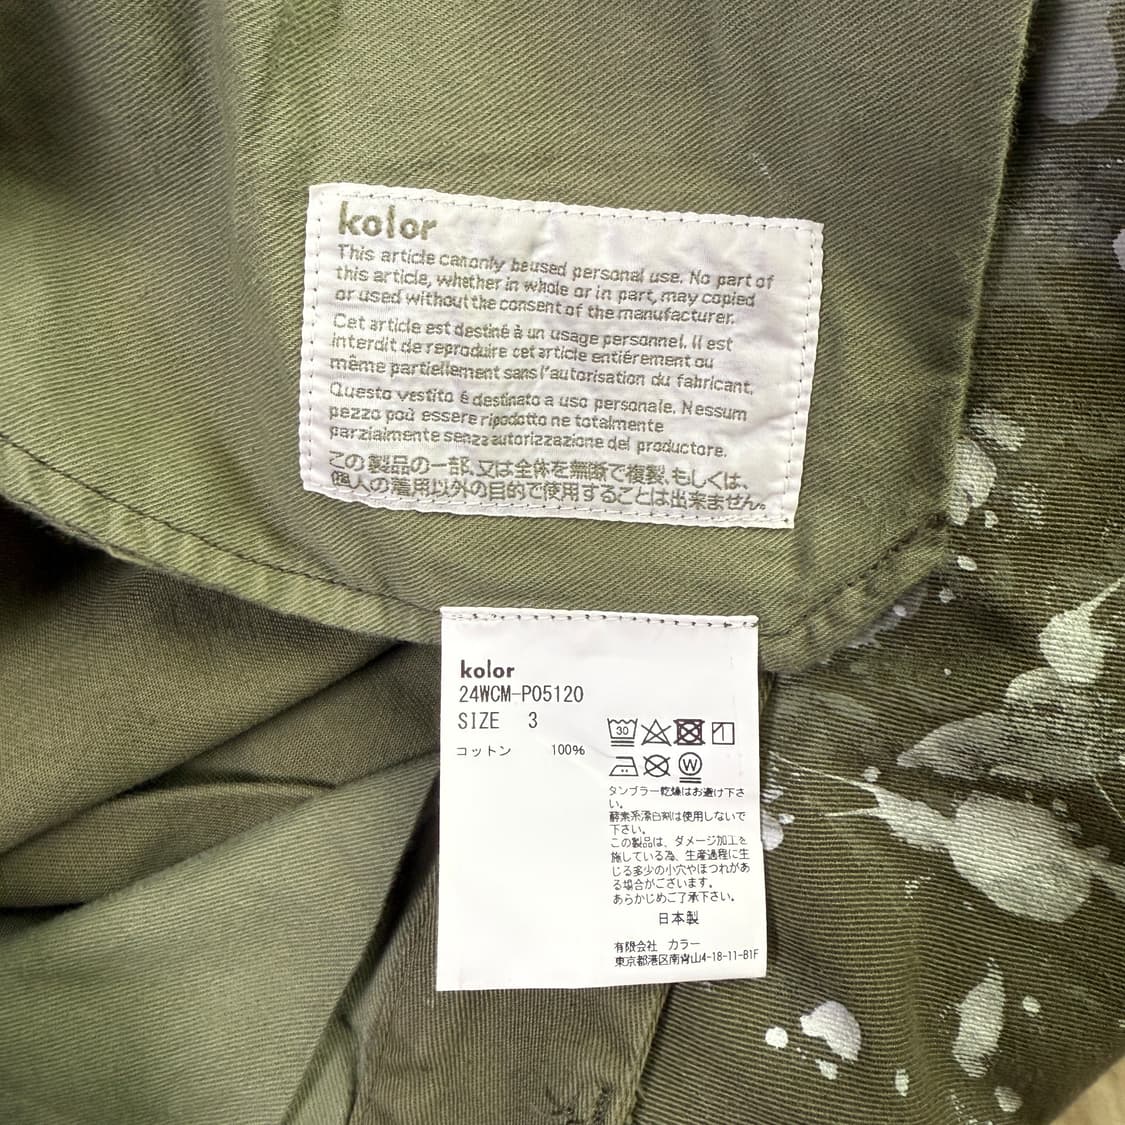 kolor
This article canonly beused personal use. No part of
this article, whether in whole or in part, may copied
or used without the consent of the manufacturer.
Cet article est destiné à un usage personnel. Il est
interdit de reproduire cet article entiérement ou
même partiellement sans l'autorisation du fabricant.
Questo vestito é destinato a uso personale. Nessum
pezzo poù essere ripodotto ne totalmente
parzialmente senzz autorizzazione del productore.
この製品の一部、又は全体を無断で複製、もしくは、
個人の着用以外の目的で使用することは出来ません。
kolor
24WCM-P05120
SIZE 3
コットン 100%
30
W
タンブラー乾燥はお避け下さ
い。
酵素系漂白剤は使用しないで
下さい。
この製品は、ダメージ加工を
施している為、生産過程に生
じる多少の小穴やほつれがあ
る場合がございます。
あらかじめご了承下さい。
日本製
有限会社 カラー
東京都港区南青山4-18-11-B1F